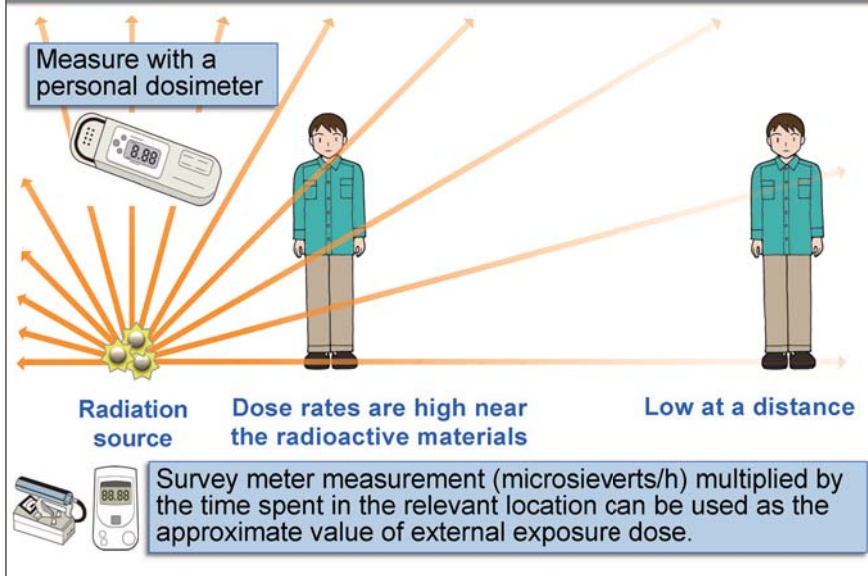 Measure with a
personal dosimeter
8.88
Radiation
source
Dose rates are high near
the radioactive materials
Low at a distance
88.88
Survey meter measurement (microsieverts/h) multiplied by
the time spent in the relevant location can be used as the
approximate value of external exposure dose.